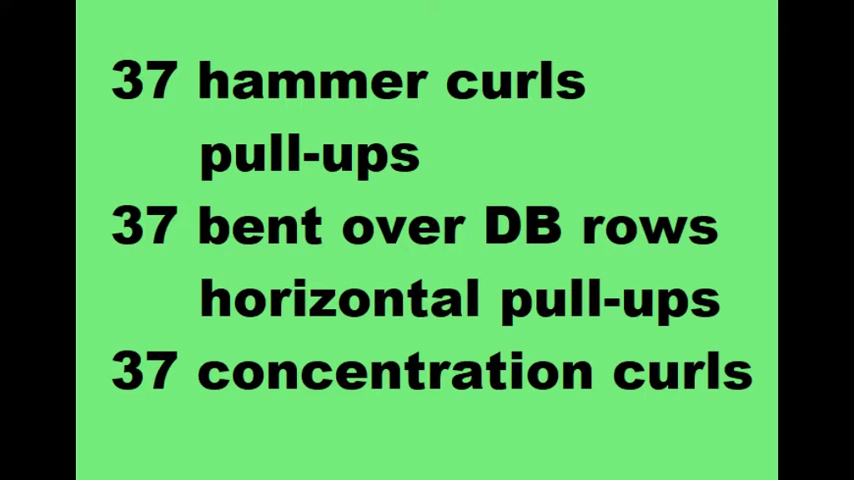 37 hammer curls
pull-ups
37 bent over DB rows
horizontal pull-ups
37 concentration curls